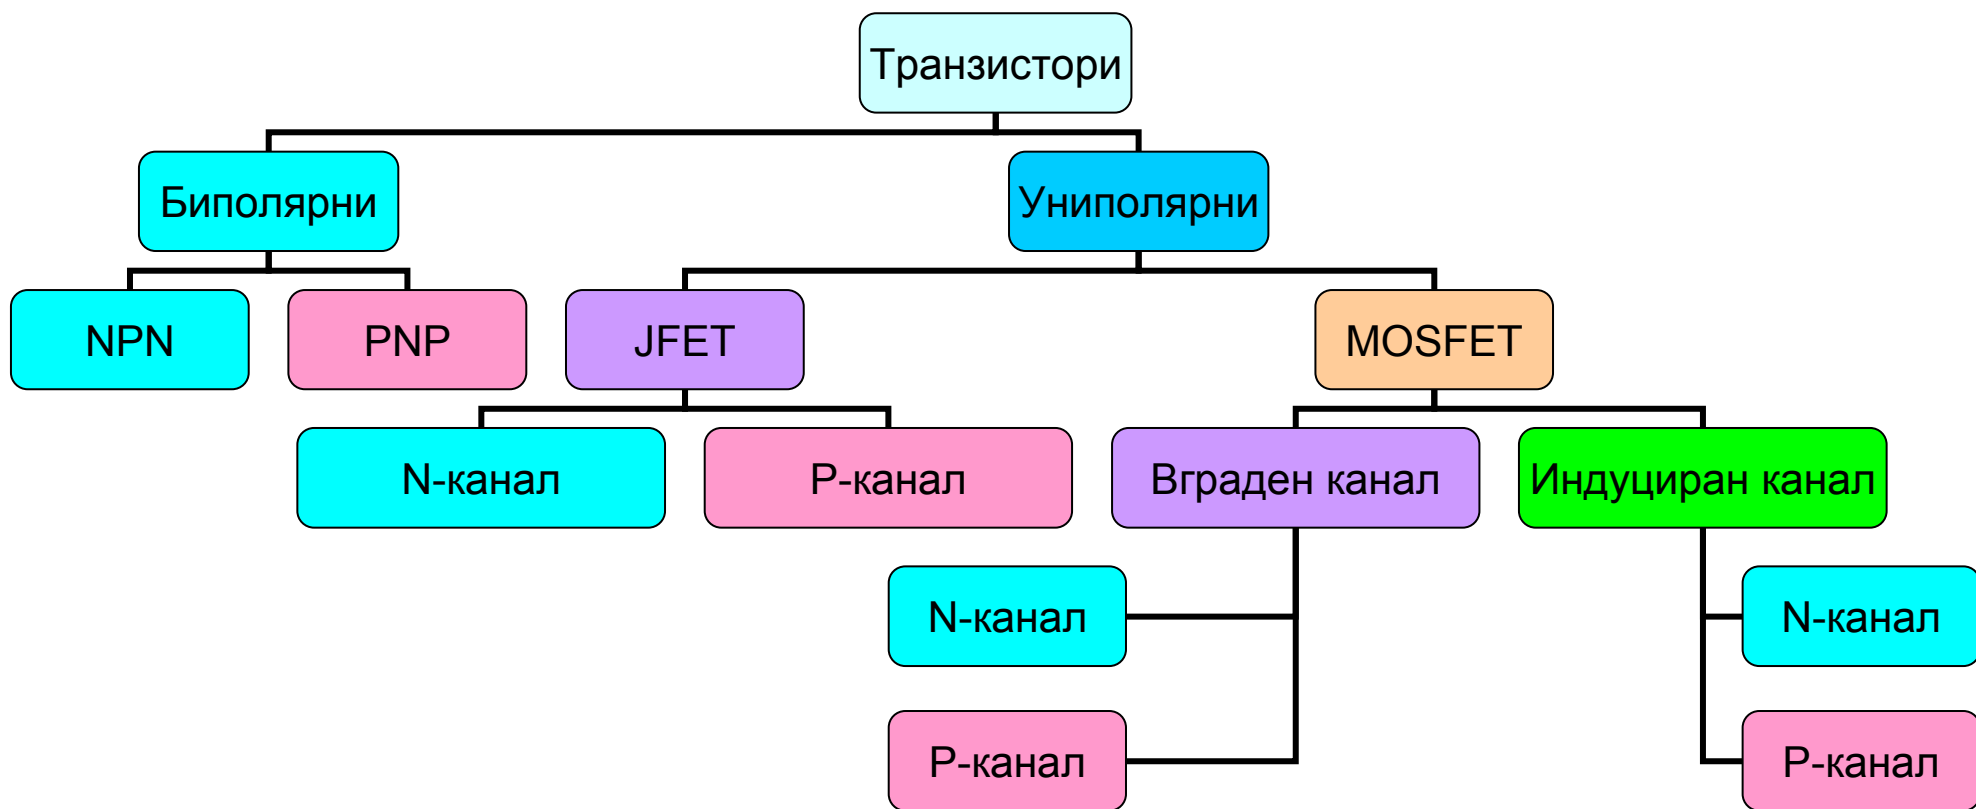 Транзистори
Биполярни
Униполярни
NPN
PNP
JFET
MOSFET
N-канал
P-канал
Вграден канал
Индуциран канал
N-канал
N-канал
P-канал
P-канал